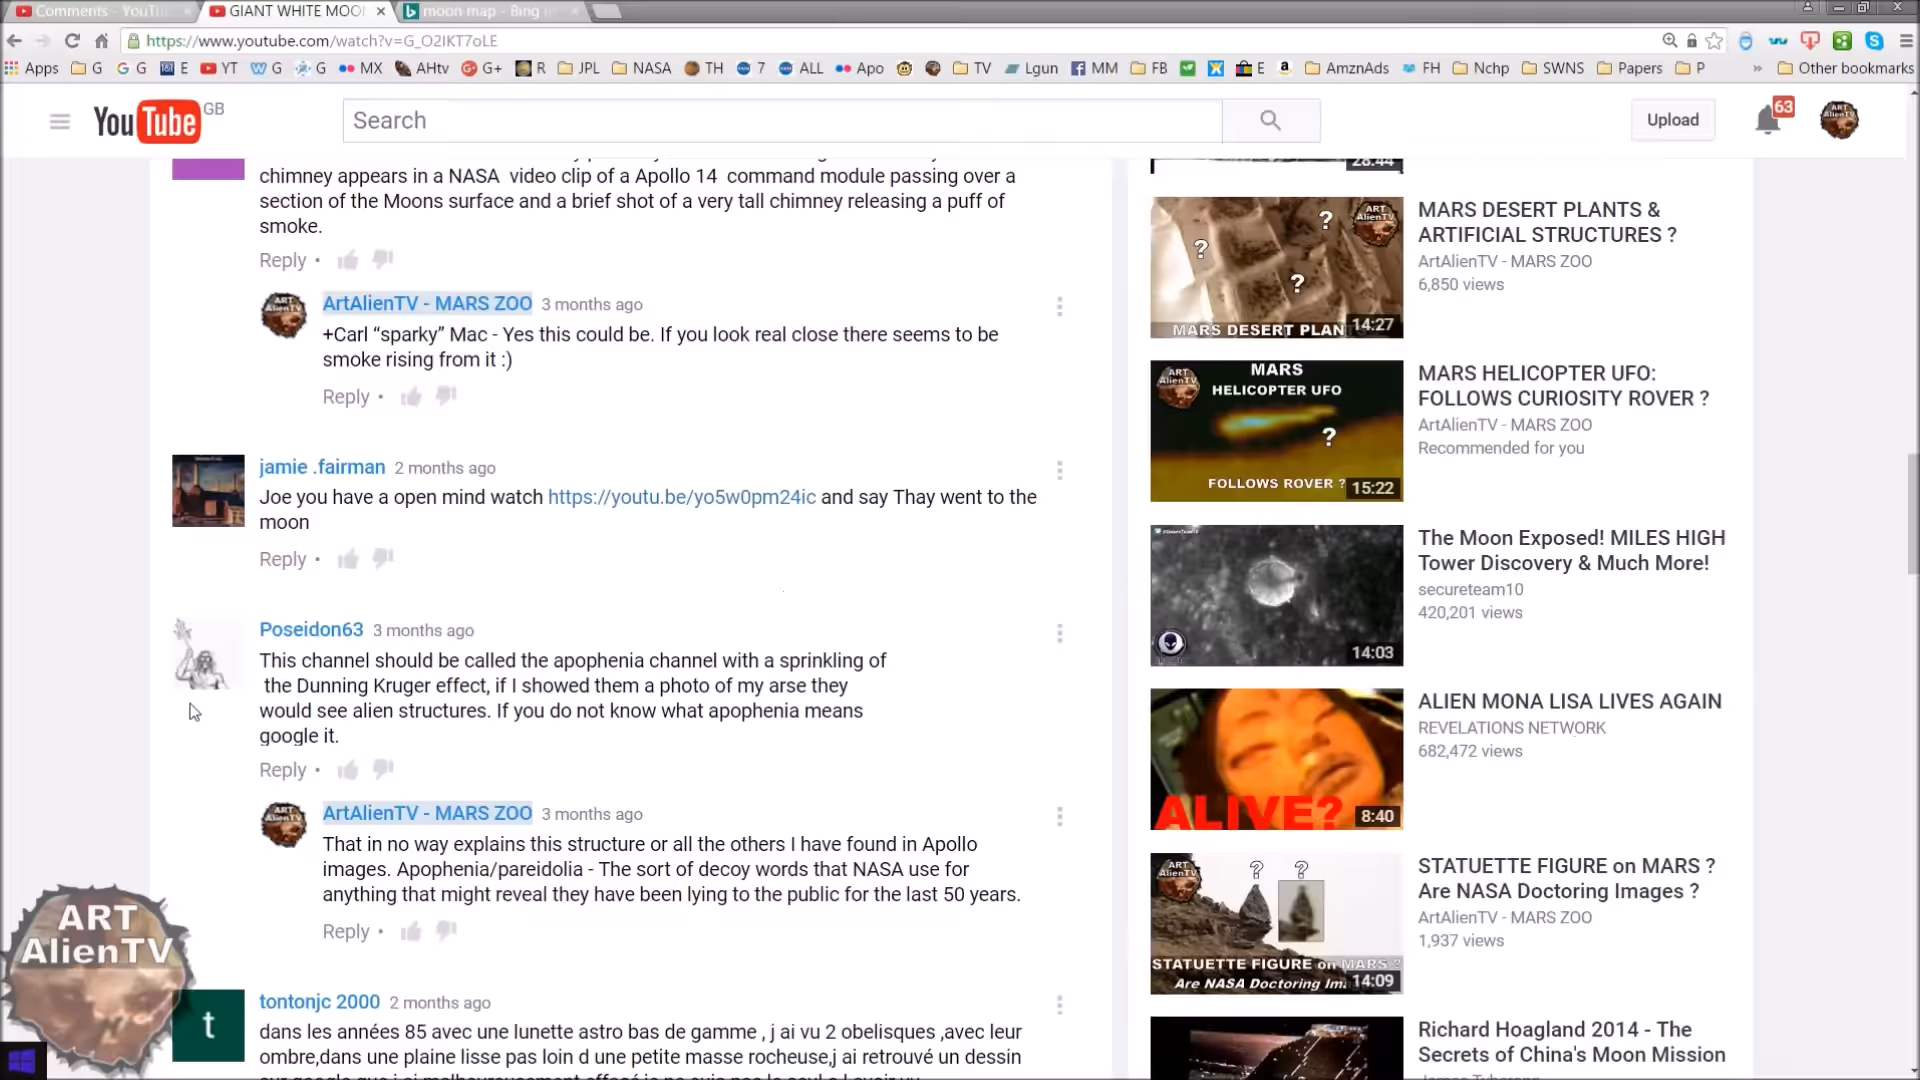 Comments - YouTu
GIANT WHITE MOO
moon map - Bing
https://www.youtube.com/watch?v=G_O2IKT7oLE
Apps G G G E YT W G G MX AHtv G+ R JPL NASA TH 7 ALL Apo TV Lgun MM FB E FH AmznAds Nchp SWNS Papers P » Other bookmarks
YouTube GB
Search
Upload
63
chimney appears in a NASA video clip of a Apollo 14 command module passing over a
section of the Moons surface and a brief shot of a very tall chimney releasing a puff of
smoke.
Reply •
ArtAlienTV - MARS ZOO 3 months ago
+Carl “sparky” Mac - Yes this could be. If you look real close there seems to be
smoke rising from it :)
Reply •
jamie .fairman 2 months ago
Joe you have a open mind watch https://youtu.be/yo5w0pm24ic and say Thay went to the
moon
Reply •
Poseidon63 3 months ago
This channel should be called the apophenia channel with a sprinkling of
the Dunning Kruger effect, if I showed them a photo of my arse they
would see alien structures. If you do not know what apophenia means
google it.
Reply •
ArtAlienTV - MARS ZOO 3 months ago
That in no way explains this structure or all the others I have found in Apollo
images. Apophenia/pareidolia - The sort of decoy words that NASA use for
anything that might reveal they have been lying to the public for the last 50 years.
Reply •
t
tontonjc 2000 2 months ago
dans les années 85 avec une lunette astro bas de gamme , j ai vu 2 obelisques ,avec leur
ombre,dans une plaine lisse pas loin d une petite masse rocheuse,j ai retrouvé un dessin
ART
AlienTV
28:44
ART
AlienTV
? ? ?
MARS DESERT PLAN
14:27
MARS DESERT PLANTS &
ARTIFICIAL STRUCTURES ?
ArtAlienTV - MARS ZOO
6,850 views
ART
AlienTV
MARS
HELICOPTER UFO
?
FOLLOWS ROVER ?
15:22
MARS HELICOPTER UFO:
FOLLOWS CURIOSITY ROVER ?
ArtAlienTV - MARS ZOO
Recommended for you
14:03
The Moon Exposed! MILES HIGH
Tower Discovery & Much More!
secureteam10
420,201 views
ALIVE?
8:40
ALIEN MONA LISA LIVES AGAIN
REVELATIONS NETWORK
682,472 views
ART
AlienTV
? ?
STATUETTE FIGURE on MARS ?
Are NASA Doctoring Im
14:09
STATUETTE FIGURE on MARS ?
Are NASA Doctoring Images ?
ArtAlienTV - MARS ZOO
1,937 views
Richard Hoagland 2014 - The
Secrets of China's Moon Mission